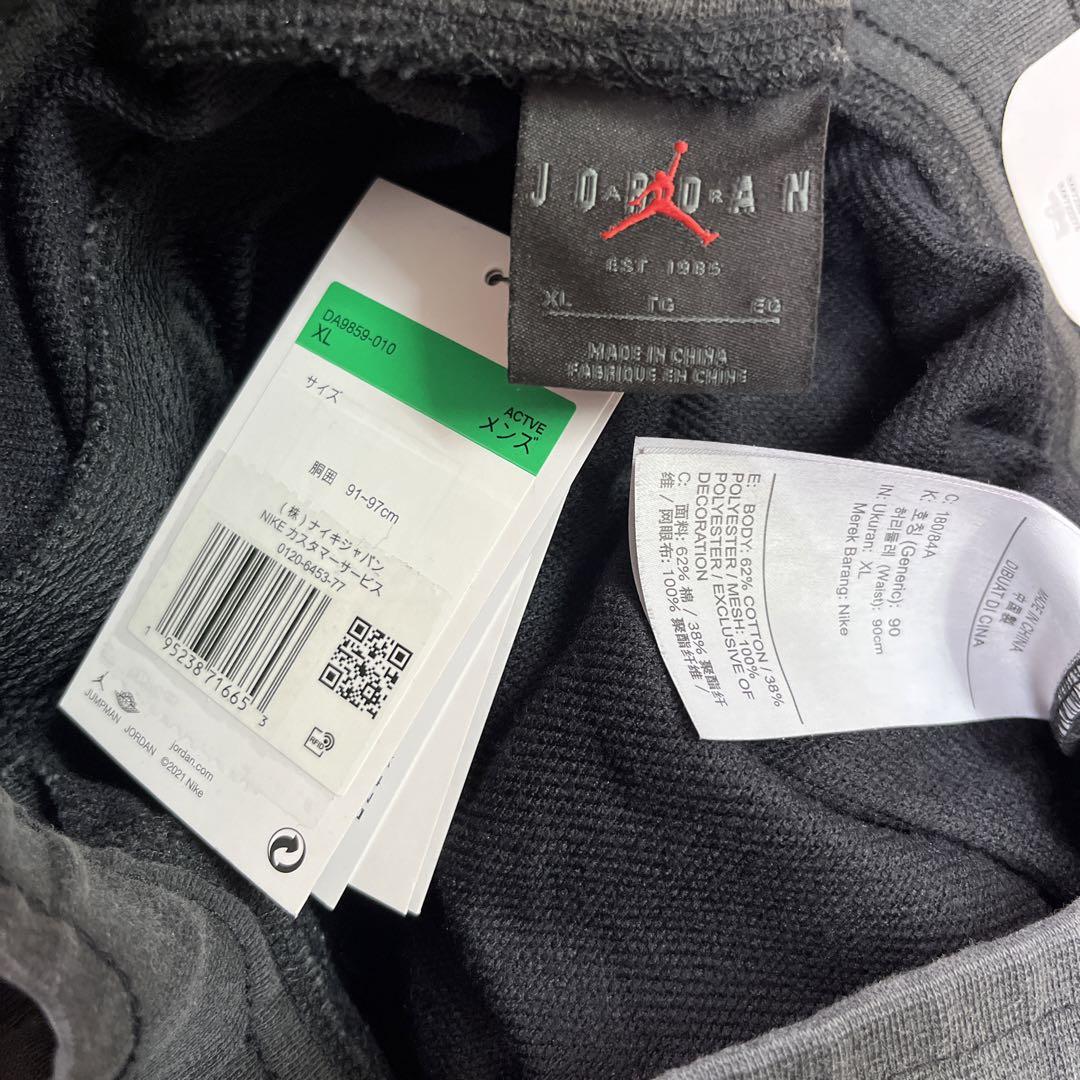 JORDAN
AIR
EST 1985
XL TG EG
MADE IN CHINA
FABRIQUE EN CHINE
DA9859-010
XL
ACTVE
メンズ
サイズ
胴囲 91~97cm
(株)ナイキジャパン
NIKE カスタマーサービス
0120-6453-77
1 95238 71665 3
RFID
JUMPMAN JORDAN
jordan.com
©2021 Nike
C: 180/84A
K: 호칭 (Generic): 90
허리둘레 (Waist): 90cm
IN: Ukuran: XL
Merek Barang: Nike
E: BODY: 62% COTTON / 38%
POLYESTER / MESH: 100%
POLYESTER / EXCLUSIVE OF
DECORATION
C: 面料: 62% 棉 / 38% 聚酯纤
维 / 网眼布: 100% 聚酯纤维 /
MADE IN CHINA
中国製
DIBUAT DI CINA